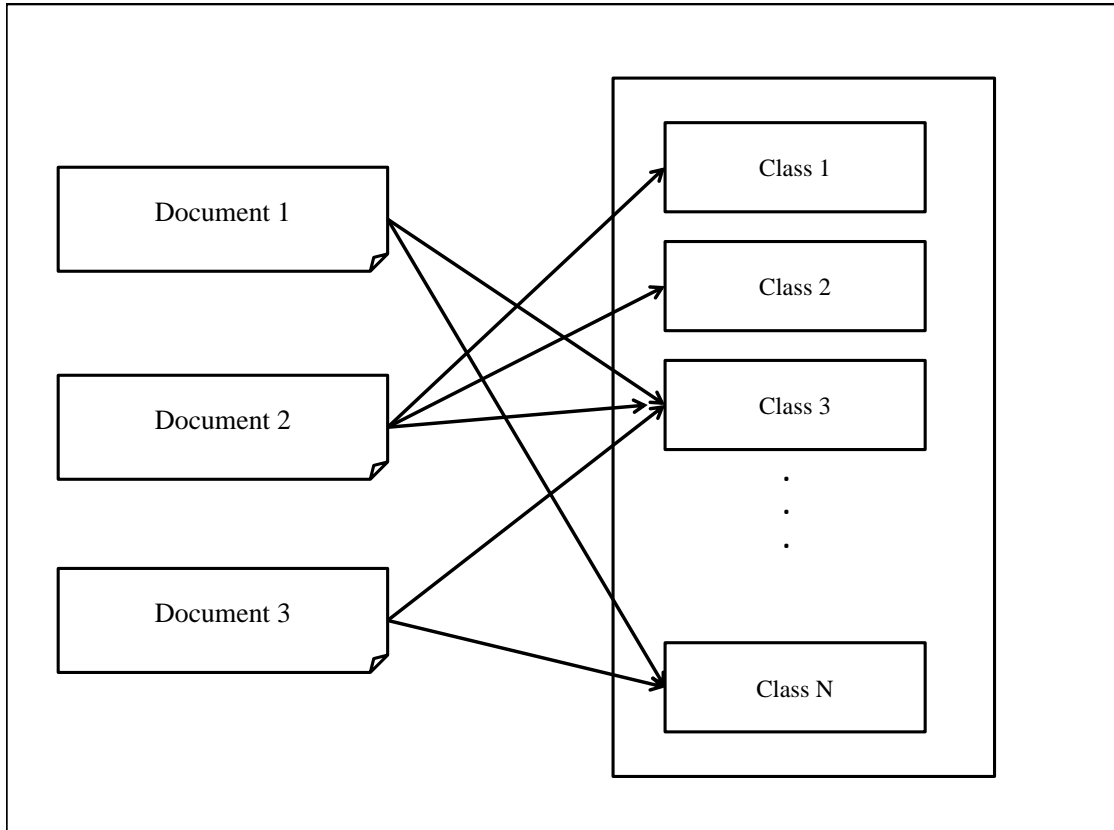 Document 1
Document 2
Document 3
Class 1
Class 2
Class 3
.
.
.
Class N